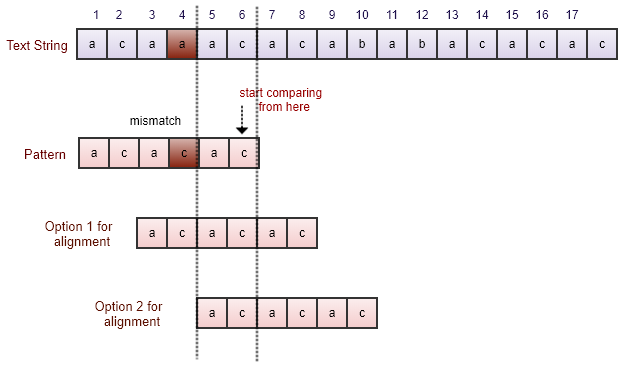 1 2 3 4 5 6 7 8 9 10 11 12 13 14 15 16 17
Text String a c a a a c a c a b a b a c a c a c
start comparing
from here
mismatch
Pattern a c a c a c
Option 1 for
alignment
a c a c a c
Option 2 for
alignment
a c a c a c